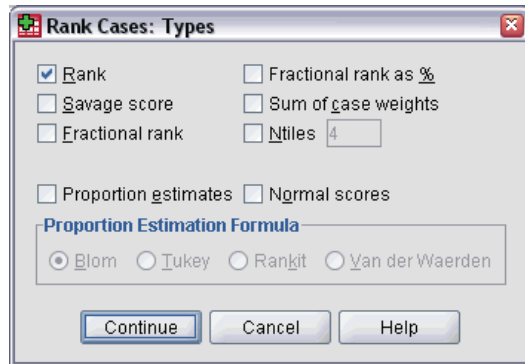 Rank Cases: Types
Rank
Fractional rank as %
Savage score
Sum of case weights
Fractional rank
Ntiles 4
Proportion estimates
Normal scores
Proportion Estimation Formula
Blom Tukey Rankit Van der Waerden
Continue Cancel Help